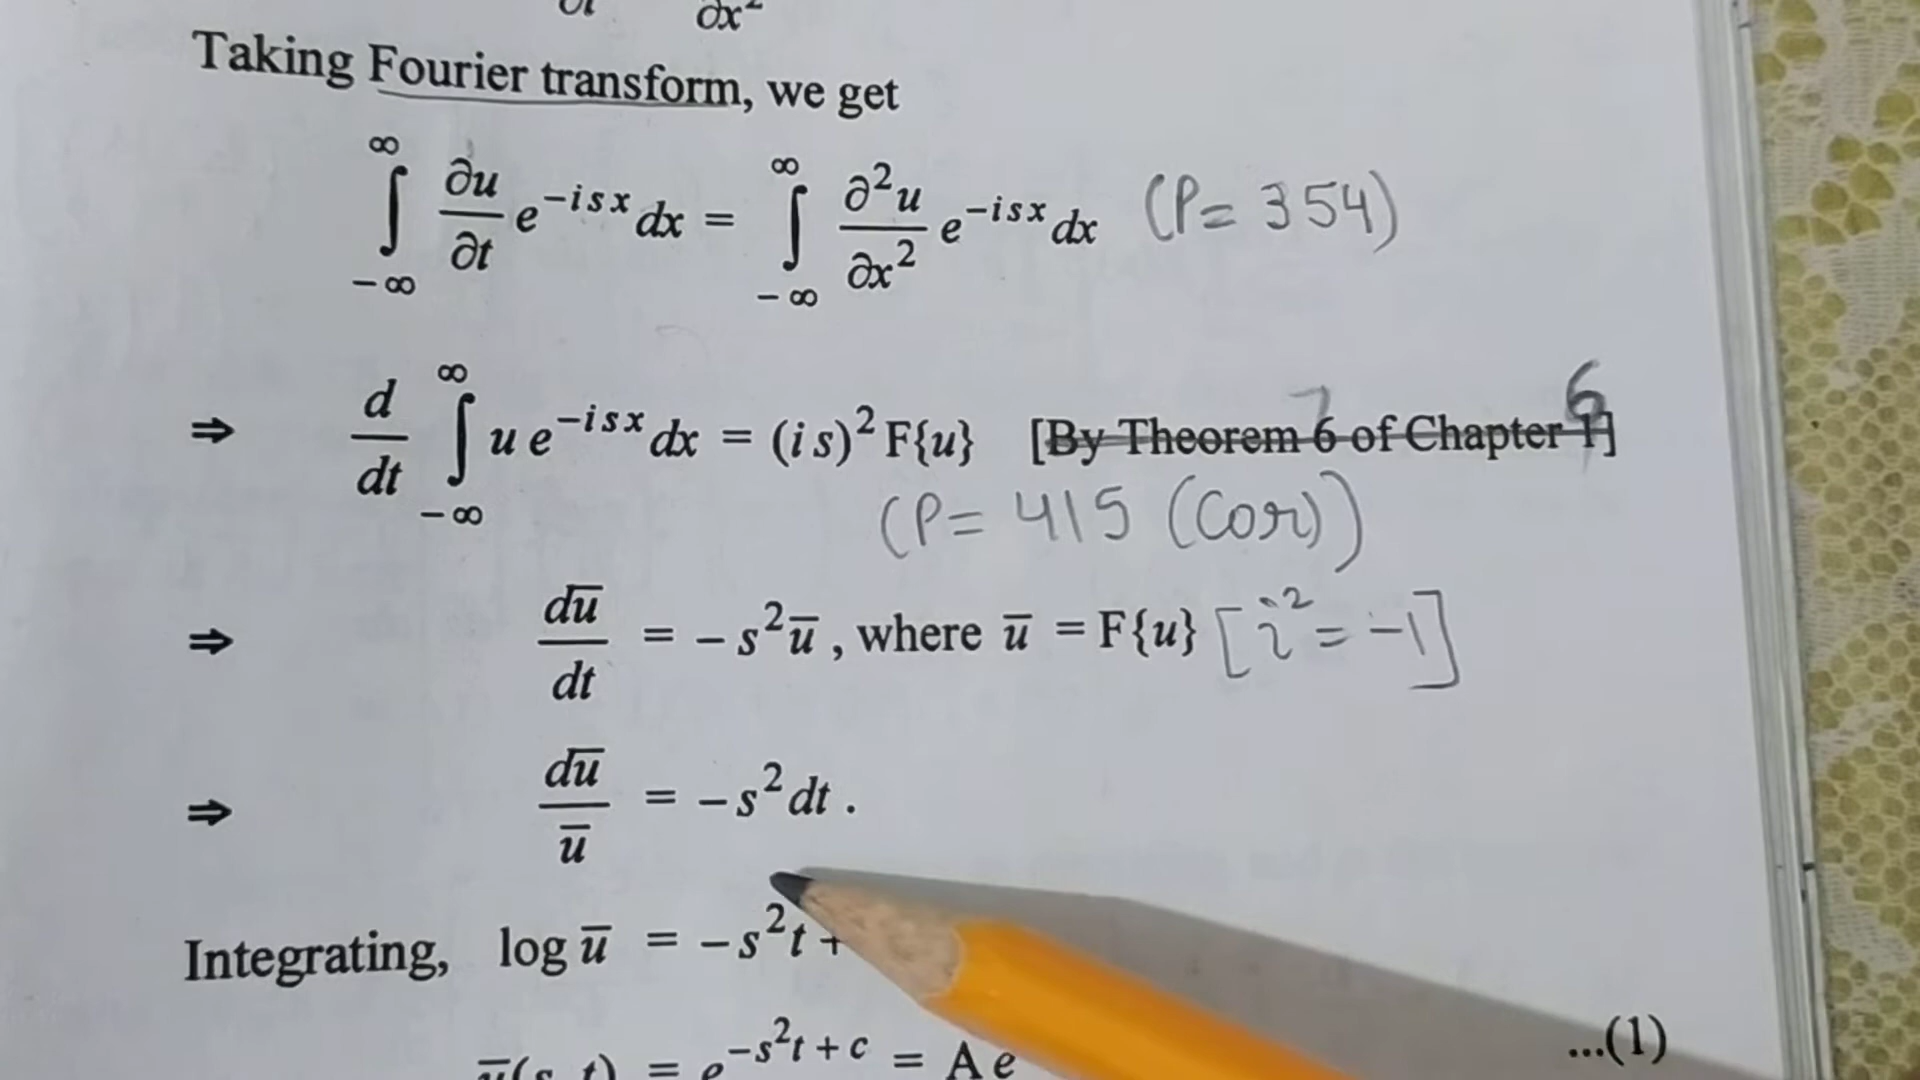 ∂x²
Taking Fourier transform, we get
∫_{-∞}^{∞} ∂u/∂t e^{-isx} dx = ∫_{-∞}^{∞} ∂²u/∂x² e^{-isx} dx (P= 354)
⇒ d/dt ∫_{-∞}^{∞} u e^{-isx} dx = (is)² F{u} [By Theorem 6 of Chapter 1] 7 6
(P= 415 (Cor))
⇒ dū/dt = -s²ū, where ū = F{u} [i² = -1]
⇒ dū/ū = -s² dt.
Integrating, log ū = -s²t +
ū(s, t) = e^{-s²t + c} = A e ...(1)